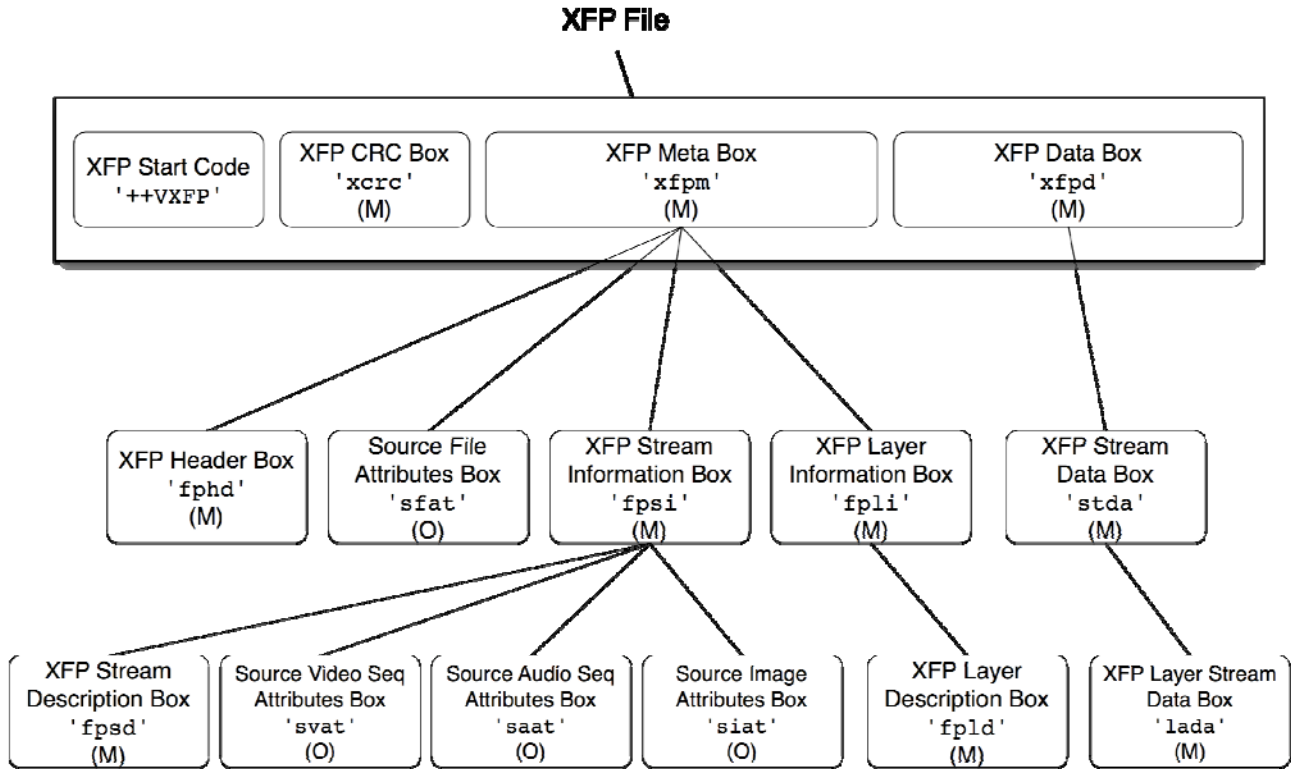 XFP File
XFP Start Code
'++VXFP'
XFP CRC Box
'xcrc'
(M)
XFP Meta Box
'xfpm'
(M)
XFP Data Box
'xfpd'
(M)
XFP Header Box
'fphd'
(M)
Source File
Attributes Box
'sfat'
(O)
XFP Stream
Information Box
'fpsi'
(M)
XFP Layer
Information Box
'fpli'
(M)
XFP Stream
Data Box
'stda'
(M)
XFP Stream
Description Box
'fpsd'
(M)
Source Video Seq
Attributes Box
'svat'
(O)
Source Audio Seq
Attributes Box
'saat'
(O)
Source Image
Attributes Box
'siat'
(O)
XFP Layer
Description Box
'fpld'
(M)
XFP Layer Stream
Data Box
'lada'
(M)